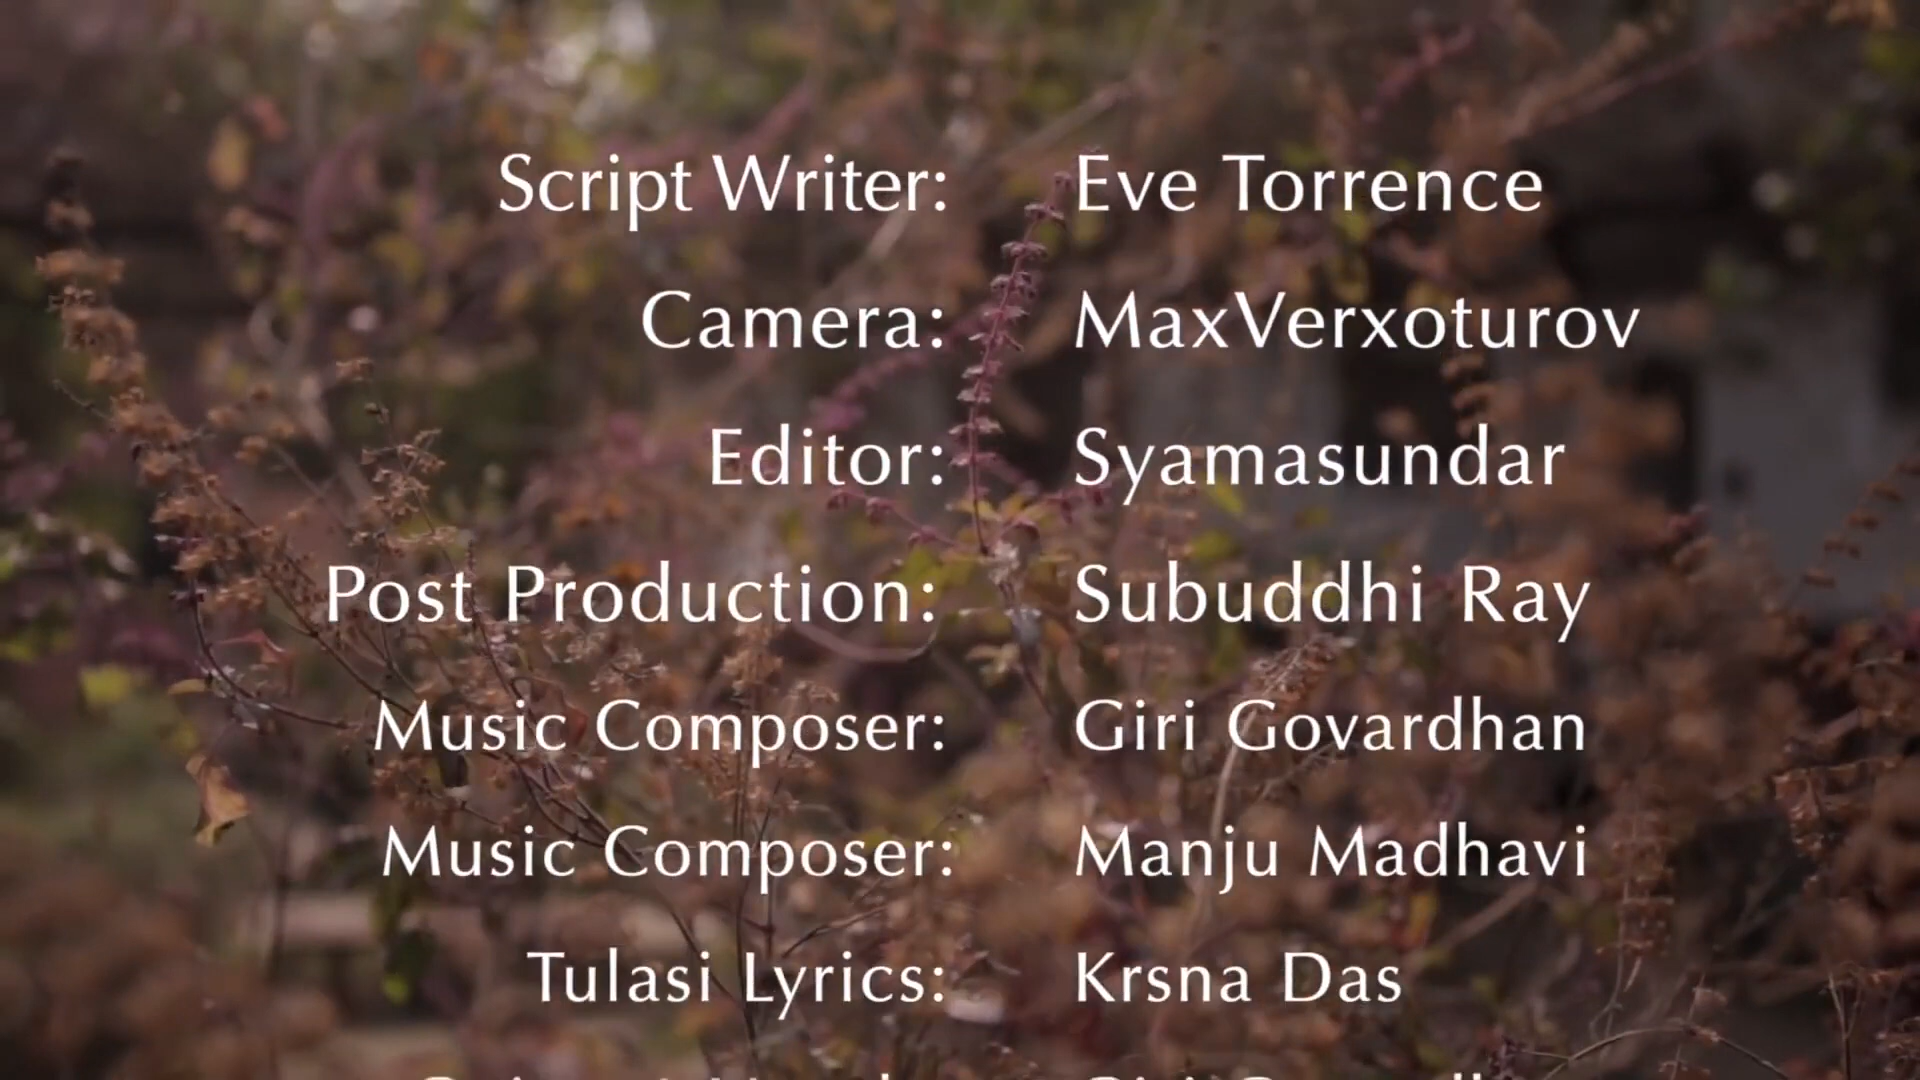 Script Writer: Eve Torrence
Camera: MaxVerxoturov
Editor: Syamasundar
Post Production: Subuddhi Ray
Music Composer: Giri Govardhan
Music Composer: Manju Madhavi
Tulasi Lyrics: Krsna Das